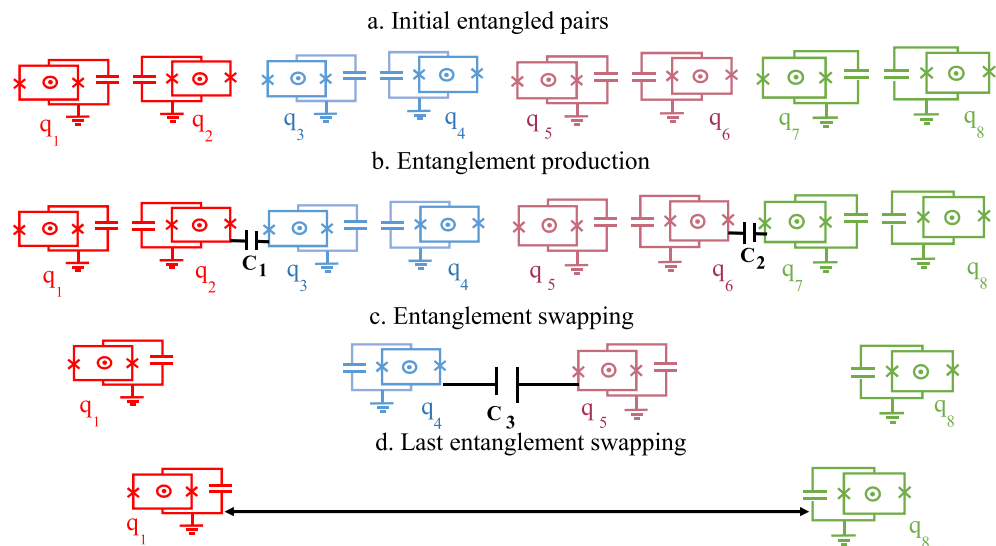 a. Initial entangled pairs
q1 q2 q3 q4 q5 q6 q7 q8
b. Entanglement production
C1 C2
q1 q2 q3 q4 q5 q6 q7 q8
c. Entanglement swapping
q1 q4 C3 q5 q8
d. Last entanglement swapping
q1 q8